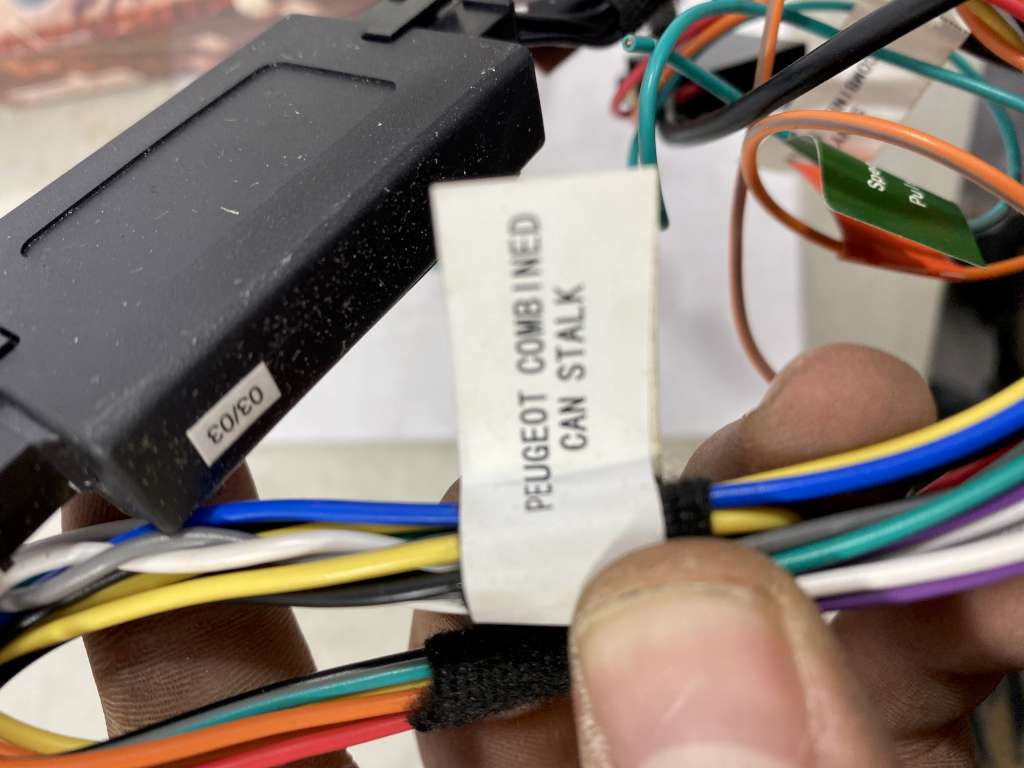 PEUGEOT COMBINED
CAN STALK
03/03